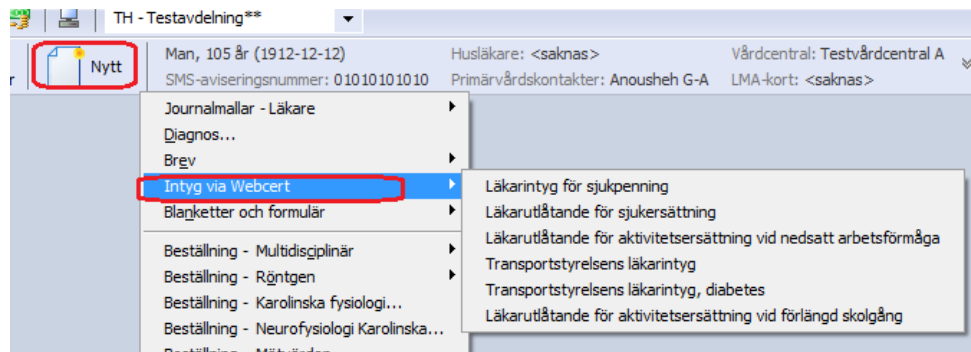 TH - Testavdelning**
Nytt
Man, 105 år (1912-12-12) Husläkare: <saknas> Vårdcentral: Testvårdcentral A
SMS-aviseringsnummer: 010101010101 Primärvårdskontakter: Anousheh G-A LMA-kort: <saknas>
Journalmallar - Läkare
Diagnos...
Brev
Intyg via Webcert
Blanketter och formulär
Beställning - Multidisciplinär
Beställning - Röntgen
Beställning - Karolinska fysiologi...
Beställning - Neurofysiologi Karolinska...
Läkarintyg för sjukpenning
Läkarutlåtande för sjukersättning
Läkarutlåtande för aktivitetsersättning vid nedsatt arbetsförmåga
Transportstyrelsens läkarintyg
Transportstyrelsens läkarintyg, diabetes
Läkarutlåtande för aktivitetsersättning vid förlängd skolgång